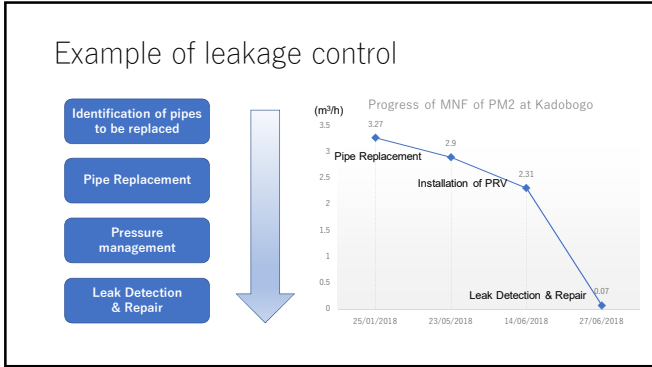 Example of leakage control
Identification of pipes
to be replaced
Pipe Replacement
Pressure
management
Leak Detection
& Repair
(m³/h)
Progress of MNF of PM2 at Kadobogo
3.5
3
2.5
2
1.5
1
0.5
0
3.27
Pipe Replacement
2.9
Installation of PRV
2.31
Leak Detection & Repair
0.07
25/01/2018
23/05/2018
14/06/2018
27/06/2018